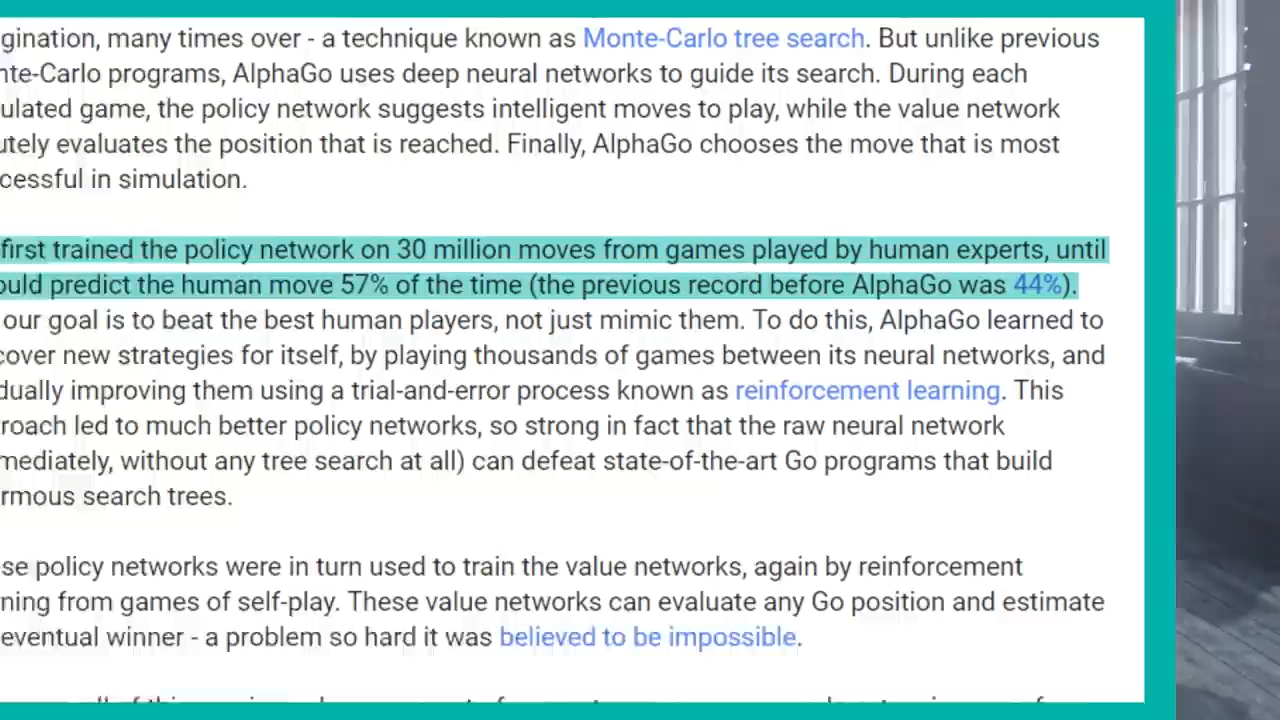 gination, many times over - a technique known as Monte-Carlo tree search. But unlike previous
nte-Carlo programs, AlphaGo uses deep neural networks to guide its search. During each
ulated game, the policy network suggests intelligent moves to play, while the value network
utely evaluates the position that is reached. Finally, AlphaGo chooses the move that is most
cessful in simulation.
first trained the policy network on 30 million moves from games played by human experts, until
ould predict the human move 57% of the time (the previous record before AlphaGo was 44%).
our goal is to beat the best human players, not just mimic them. To do this, AlphaGo learned to
cover new strategies for itself, by playing thousands of games between its neural networks, and
dually improving them using a trial-and-error process known as reinforcement learning. This
roach led to much better policy networks, so strong in fact that the raw neural network
mediately, without any tree search at all) can defeat state-of-the-art Go programs that build
rmous search trees.
se policy networks were in turn used to train the value networks, again by reinforcement
ning from games of self-play. These value networks can evaluate any Go position and estimate
eventual winner - a problem so hard it was believed to be impossible.